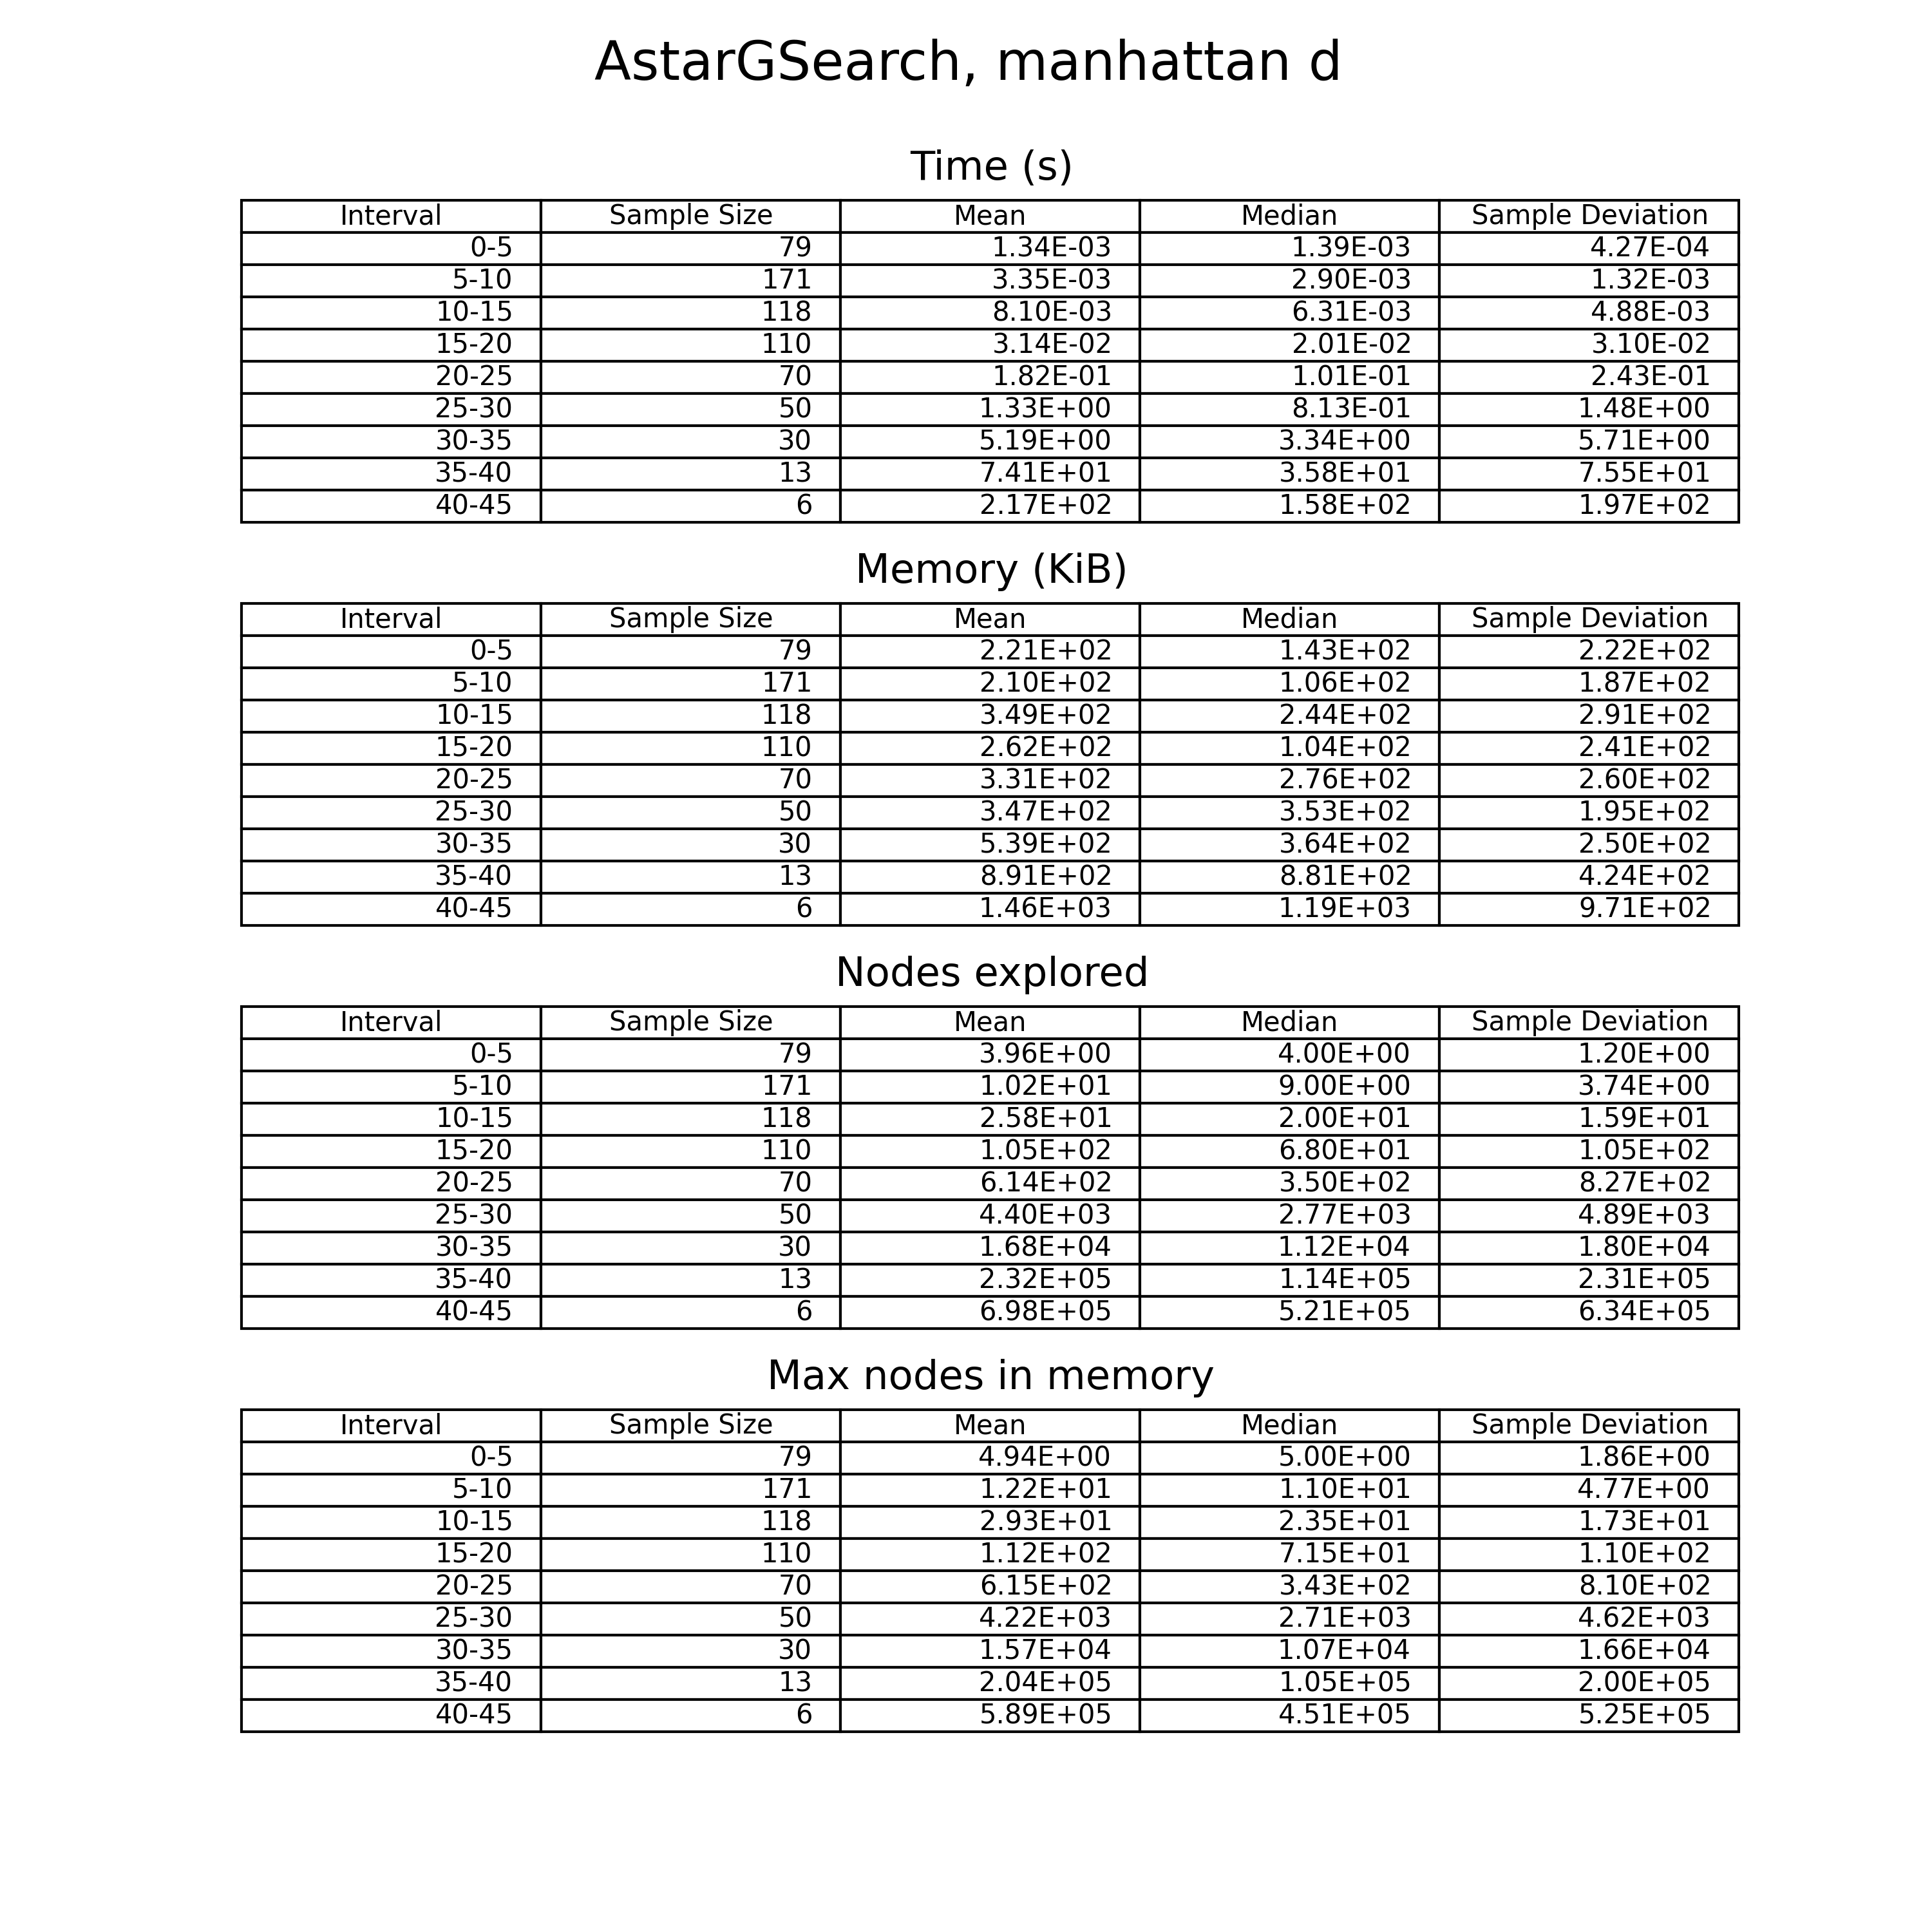 AstarGSearch, manhattan d
Time (s)
Interval Sample Size Mean Median Sample Deviation
0-5 79 1.34E-03 1.39E-03 4.27E-04
5-10 171 3.35E-03 2.90E-03 1.32E-03
10-15 118 8.10E-03 6.31E-03 4.88E-03
15-20 110 3.14E-02 2.01E-02 3.10E-02
20-25 70 1.82E-01 1.01E-01 2.43E-01
25-30 50 1.33E+00 8.13E-01 1.48E+00
30-35 30 5.19E+00 3.34E+00 5.71E+00
35-40 13 7.41E+01 3.58E+01 7.55E+01
40-45 6 2.17E+02 1.58E+02 1.97E+02
Memory (KiB)
Interval Sample Size Mean Median Sample Deviation
0-5 79 2.21E+02 1.43E+02 2.22E+02
5-10 171 2.10E+02 1.06E+02 1.87E+02
10-15 118 3.49E+02 2.44E+02 2.91E+02
15-20 110 2.62E+02 1.04E+02 2.41E+02
20-25 70 3.31E+02 2.76E+02 2.60E+02
25-30 50 3.47E+02 3.53E+02 1.95E+02
30-35 30 5.39E+02 3.64E+02 2.50E+02
35-40 13 8.91E+02 8.81E+02 4.24E+02
40-45 6 1.46E+03 1.19E+03 9.71E+02
Nodes explored
Interval Sample Size Mean Median Sample Deviation
0-5 79 3.96E+00 4.00E+00 1.20E+00
5-10 171 1.02E+01 9.00E+00 3.74E+00
10-15 118 2.58E+01 2.00E+01 1.59E+01
15-20 110 1.05E+02 6.80E+01 1.05E+02
20-25 70 6.14E+02 3.50E+02 8.27E+02
25-30 50 4.40E+03 2.77E+03 4.89E+03
30-35 30 1.68E+04 1.12E+04 1.80E+04
35-40 13 2.32E+05 1.14E+05 2.31E+05
40-45 6 6.98E+05 5.21E+05 6.34E+05
Max nodes in memory
Interval Sample Size Mean Median Sample Deviation
0-5 79 4.94E+00 5.00E+00 1.86E+00
5-10 171 1.22E+01 1.10E+01 4.77E+00
10-15 118 2.93E+01 2.35E+01 1.73E+01
15-20 110 1.12E+02 7.15E+01 1.10E+02
20-25 70 6.15E+02 3.43E+02 8.10E+02
25-30 50 4.22E+03 2.71E+03 4.62E+03
30-35 30 1.57E+04 1.07E+04 1.66E+04
35-40 13 2.04E+05 1.05E+05 2.00E+05
40-45 6 5.89E+05 4.51E+05 5.25E+05